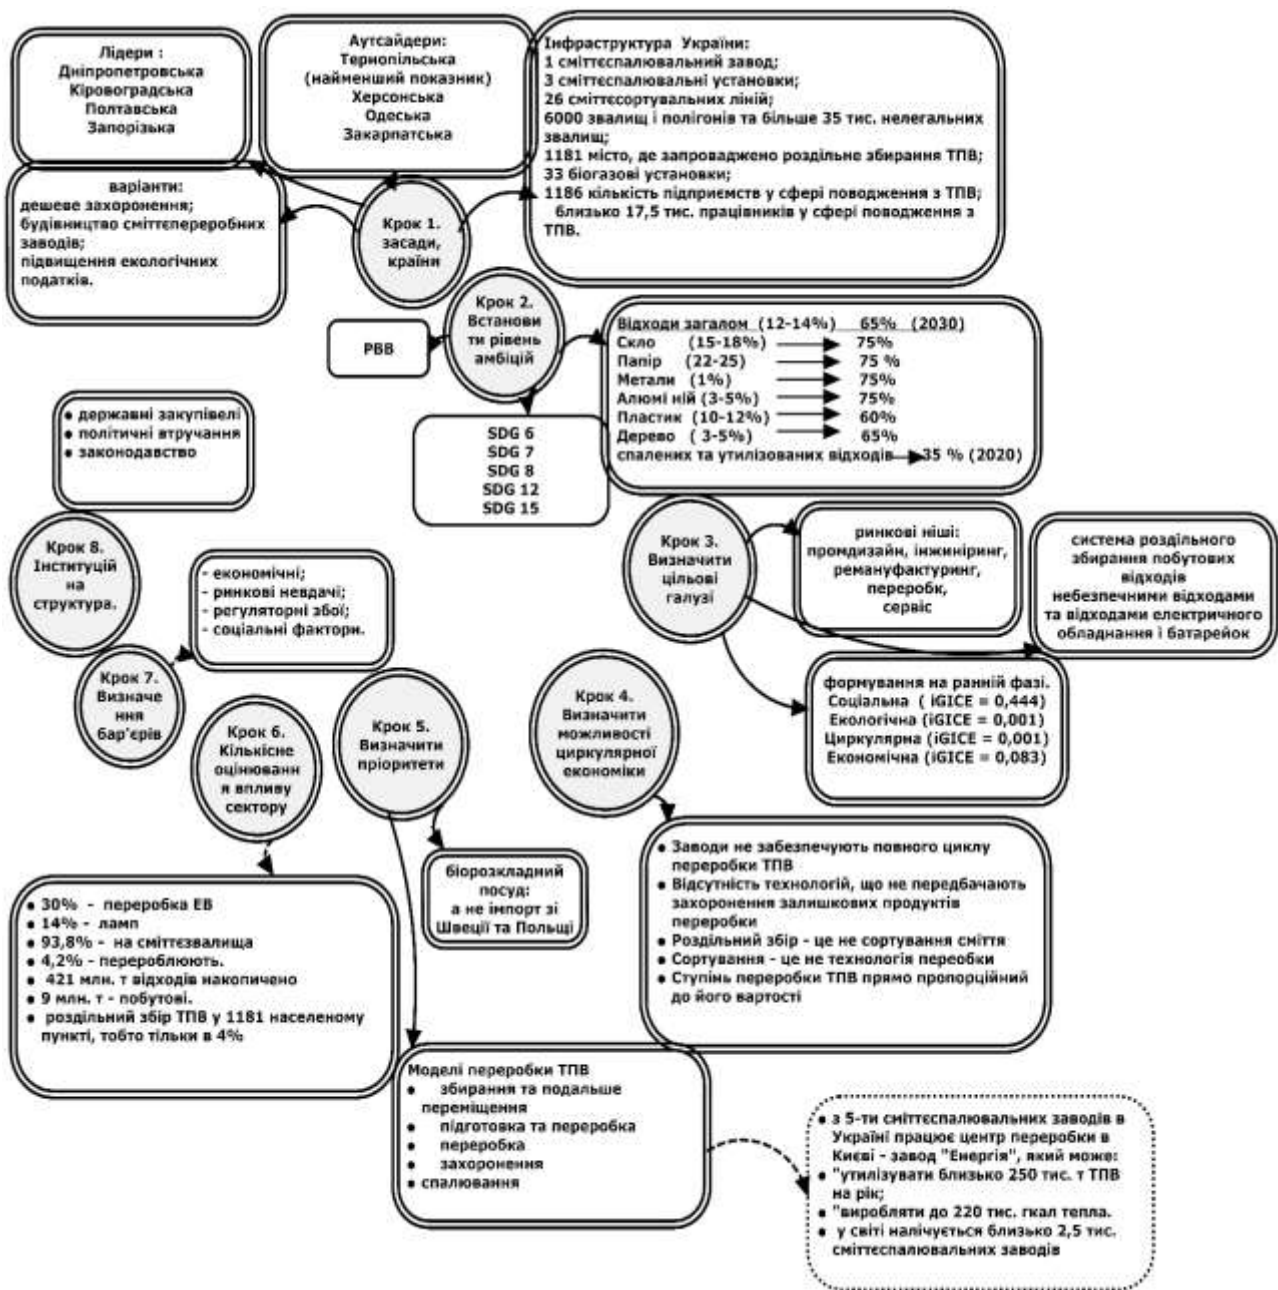 Лідери :
Дніпропетровська
Кіровоградська
Полтавська
Запорізька
Аутсайдери:
Тернопільська
(найменший показник)
Херсонська
Одеська
Закарпатська
Інфраструктура України:
1 сміттєспалювальний завод;
3 сміттєспалювальні установки;
26 сміттєсортувальних ліній;
6000 звалищ і полігонів та більше 35 тис. нелегальних
звалищ;
1181 місто, де запроваджено роздільне збирання ТПВ;
33 біогазові установки;
1186 кількість підприємств у сфері поводження з ТПВ;
близько 17,5 тис. працівників у сфері поводження з
ТПВ.
варіанти:
дешеве захоронення;
будівництво сміттєпереробних
заводів;
підвищення екологічних
податків.
Крок 1.
засади,
країни
Крок 2.
Встанови
ти рівень
амбіцій
РВВ
Відходи загалом (12-14%) 65% (2030)
Скло (15-18%) 75%
Папір (22-25) 75 %
Метали (1%) 75%
Алюмі ній (3-5%) 75%
Пластик (10-12%) 60%
Дерево ( 3-5%) 65%
спалених та утилізованих відходів 35 % (2020)
SDG 6
SDG 7
SDG 8
SDG 12
SDG 15
• державні закупівелі
• політичні втручання
• законодавство
Крок 8.
Інституцій
на
структура.
- економічні;
- ринкові невдачі;
- регуляторні збої;
- соціальні фактори.
Крок 3.
Визначити
цільові
галузі
ринкові ніші:
промдизайн, інжиніринг,
ремануфактуринг,
переробк,
сервіс
система роздільного
збирання побутових
відходів
небезпечними відходами
та відходами електричного
обладнання і батарейок
Крок 7.
Визначе
ння
бар'єрів
Крок 6.
Кількісне
оцінюванн
я впливу
сектору
Крок 5.
Визначити
пріоритети
Крок 4.
Визначити
можливості
циркулярної
економіки
формування на ранній фазі.
Соціальна ( iGICE = 0,444)
Екологічна (iGICE = 0,001)
Циркулярна (iGICE = 0,001)
Економічна (iGICE = 0,083)
• Заводи не забезпечують повного циклу
переробки ТПВ
• Відсутність технологій, що не передбачають
захоронення залишкових продуктів
переробки
• Роздільний збір - це не сортування сміття
• Сортування - це не технологія переобки
• Ступінь переробки ТПВ прямо пропорційний
до його вартості
біорозкладний
посуд:
а не імпорт зі
Швеції та Польщі
• 30% - переробка ЕВ
• 14% - ламп
• 93,8% - на сміттєзвалища
• 4,2% - перероблюють.
• 421 млн. т відходів накопичено
• 9 млн. т - побутові.
• роздільний збір ТПВ у 1181 населеному
пункті, тобто тільки в 4%
Моделі переробки ТПВ
• збирання та подальше
переміщення
• підготовка та переробка
• переробка
• захоронення
• спалювання
• з 5-ти сміттєспалювальних заводів в
Україні працює центр переробки в
Києві - завод "Енергія", який може:
• "утилізувати близько 250 тис. т ТПВ
на рік;
• "виробляти до 220 тис. гкал тепла.
• у світі налічується близько 2,5 тис.
сміттєспалювальних заводів